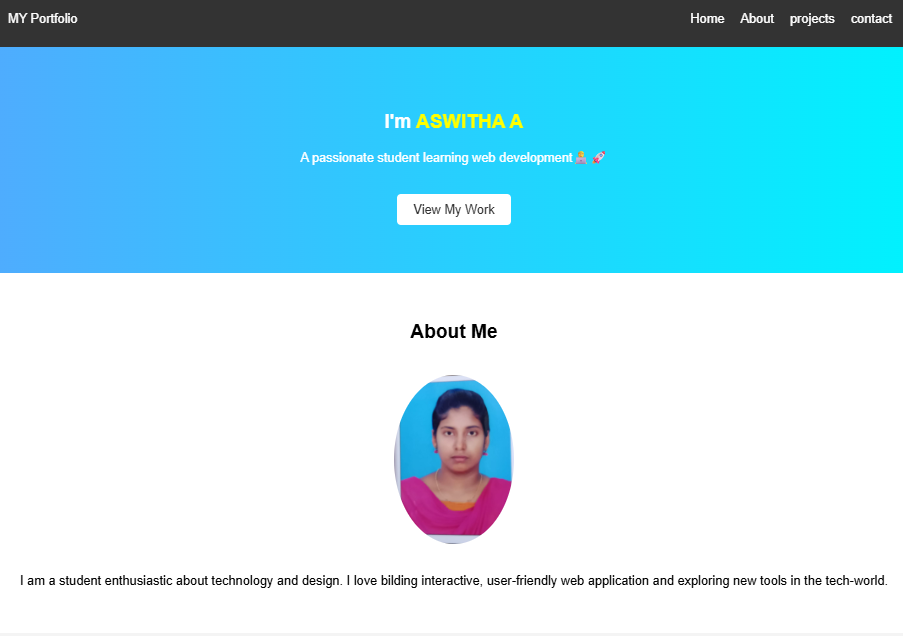 MY Portfolio Home About projects contact
I'm ASWITHA A
A passionate student learning web development
View My Work
About Me
I am a student enthusiastic about technology and design. I love bilding interactive, user-friendly web application and exploring new tools in the tech-world.